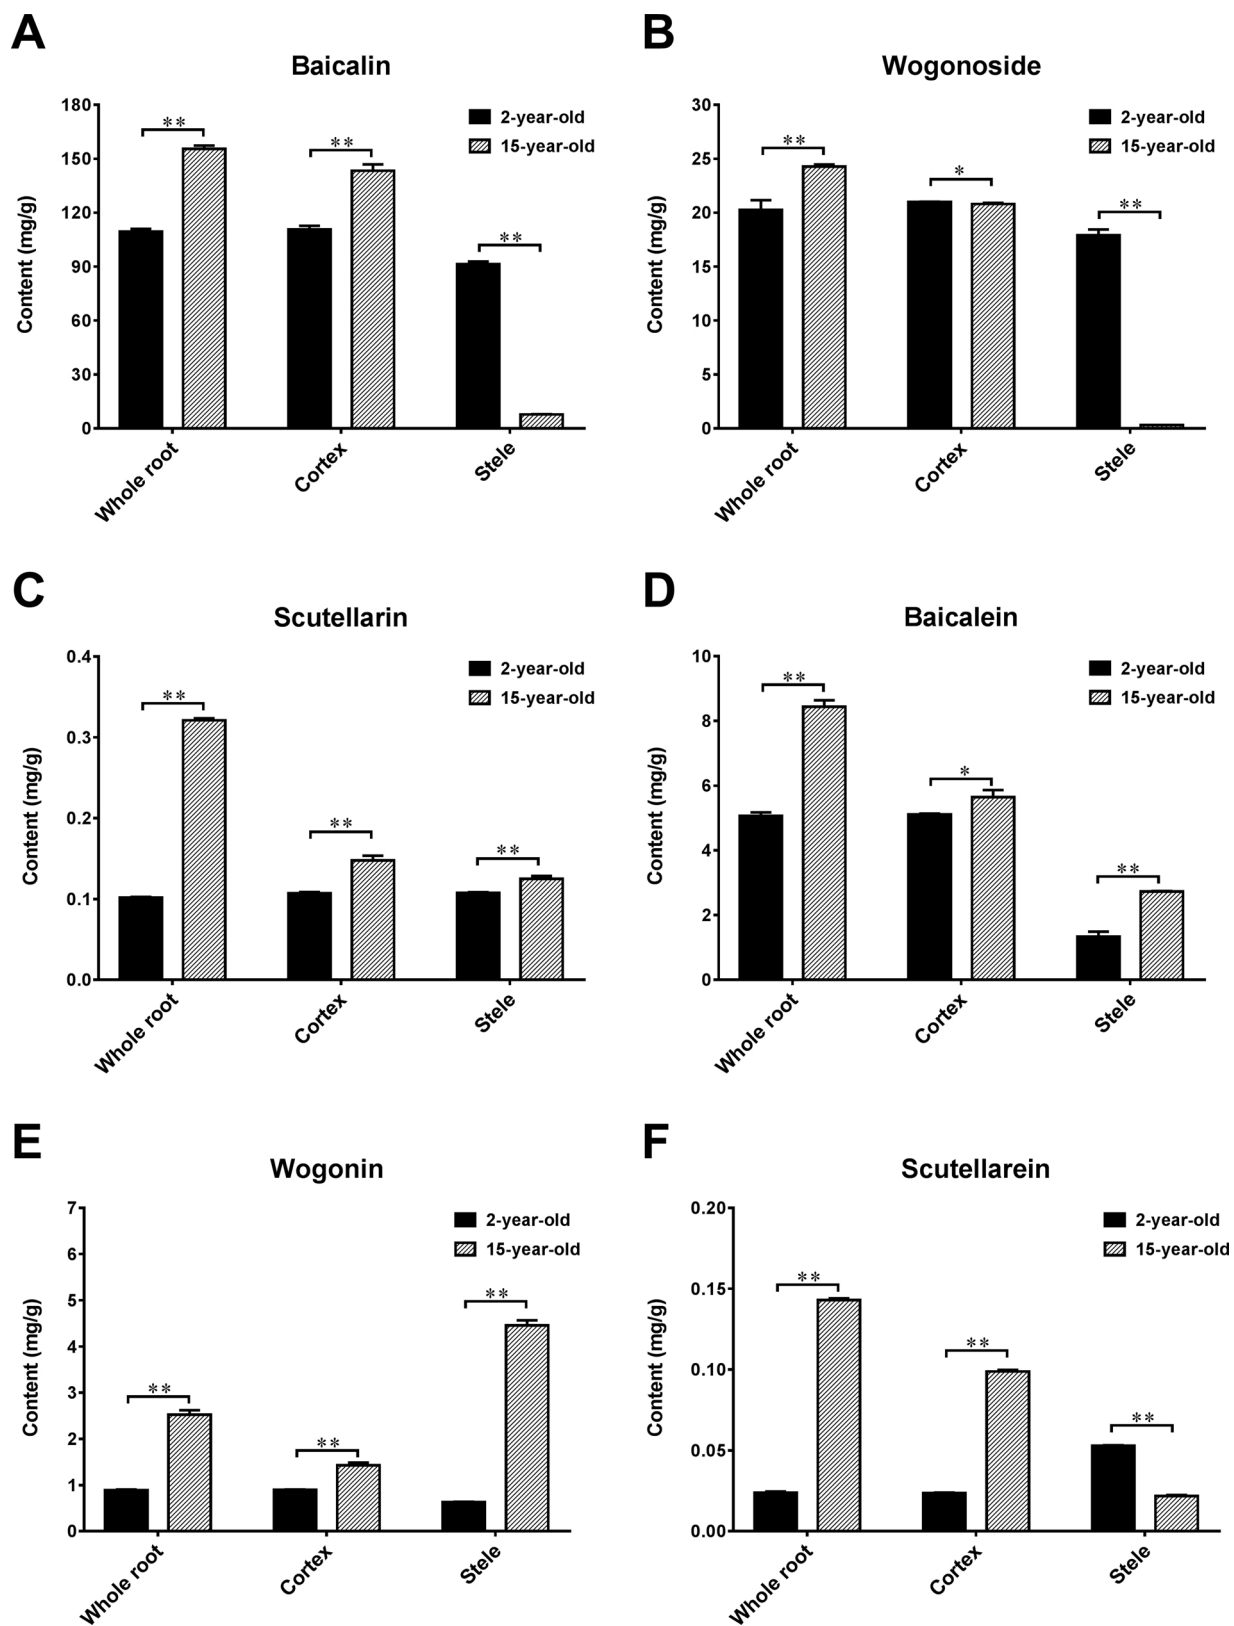 A
Baicalin
Content (mg/g)
180
150
120
90
60
30
0
2-year-old
15-year-old
**
**
**
Whole root
Cortex
Stele
B
Wogonoside
Content (mg/g)
30
25
20
15
10
5
0
2-year-old
15-year-old
**
*
**
Whole root
Cortex
Stele
C
Scutellarin
Content (mg/g)
0.4
0.3
0.2
0.1
0.0
2-year-old
15-year-old
**
**
**
Whole root
Cortex
Stele
D
Baicalein
Content (mg/g)
10
8
6
4
2
0
2-year-old
15-year-old
**
*
**
Whole root
Cortex
Stele
E
Wogonin
Content (mg/g)
7
6
5
4
3
2
1
0
2-year-old
15-year-old
**
**
**
Whole root
Cortex
Stele
F
Scutellarein
Content (mg/g)
0.20
0.15
0.10
0.05
0.00
2-year-old
15-year-old
**
**
**
Whole root
Cortex
Stele